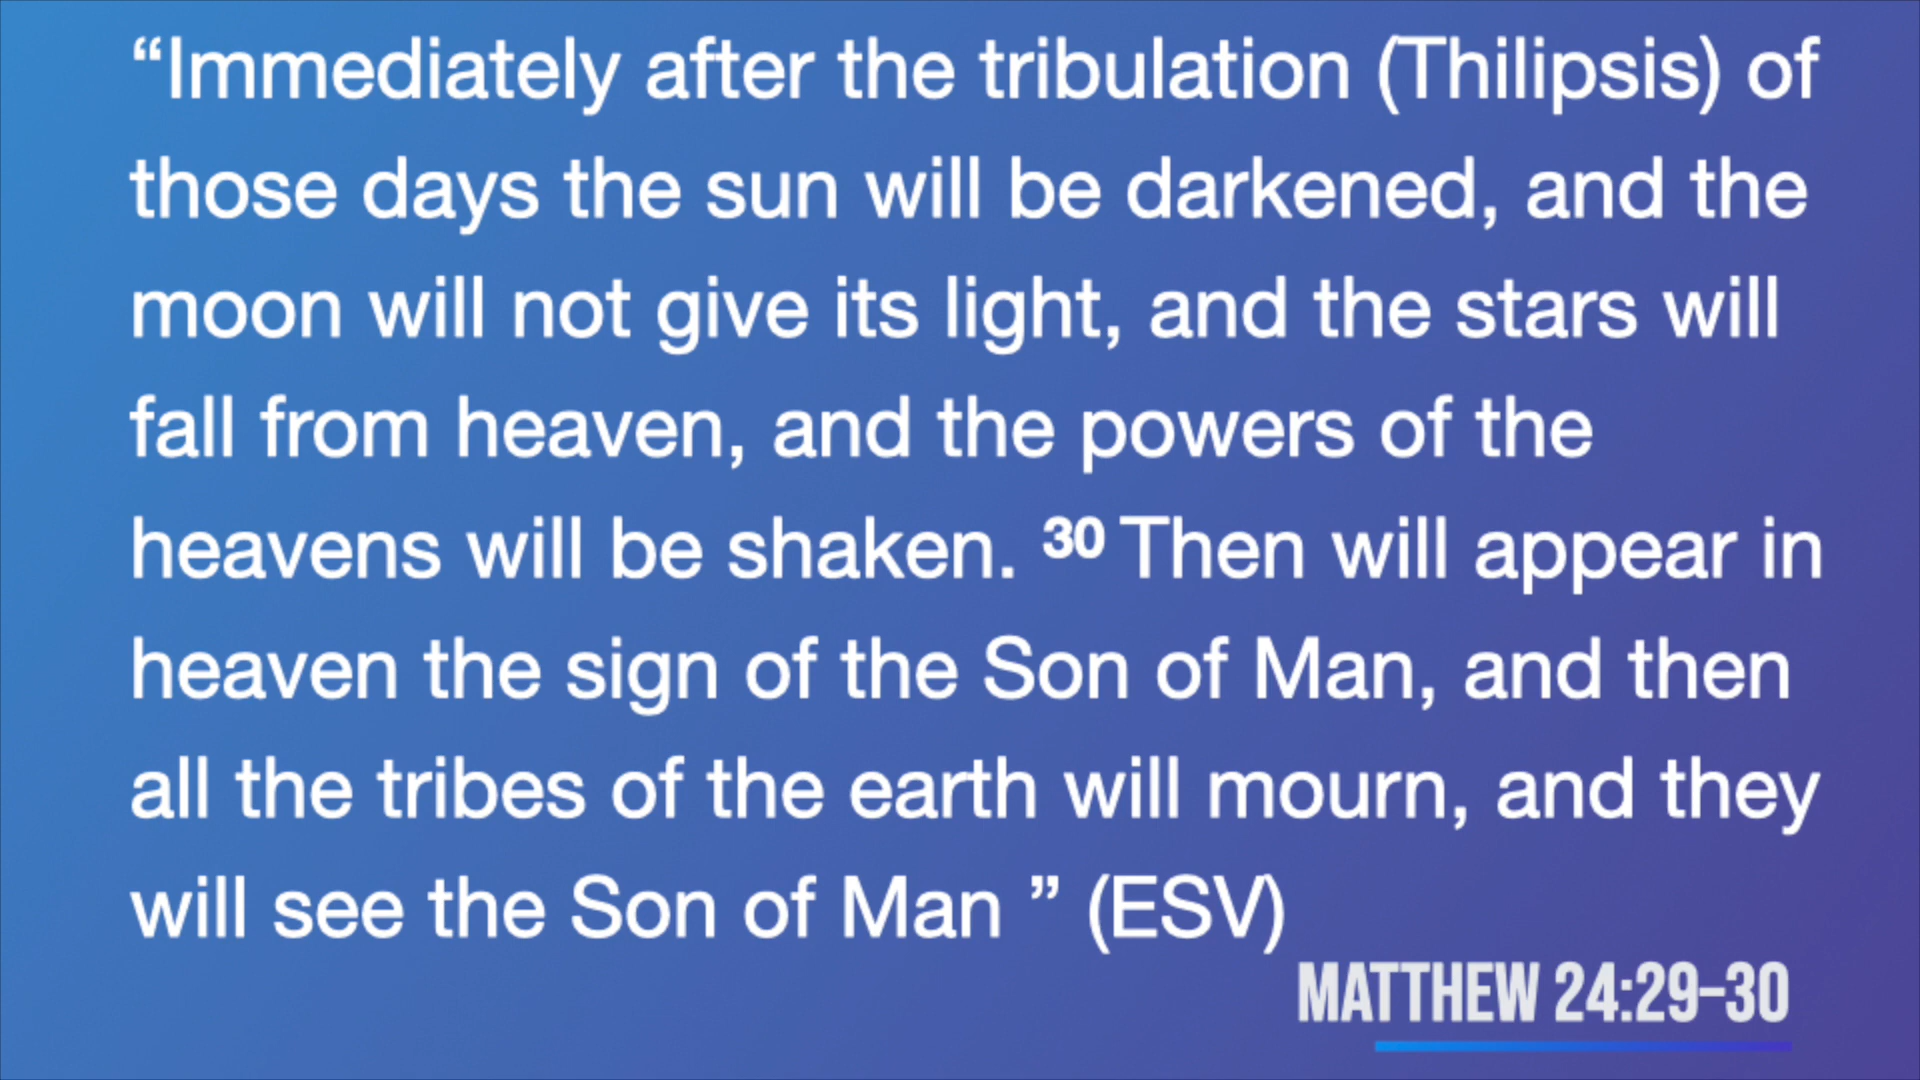 “Immediately after the tribulation (Thilipsis) of
those days the sun will be darkened, and the
moon will not give its light, and the stars will
fall from heaven, and the powers of the
heavens will be shaken. 30 Then will appear in
heaven the sign of the Son of Man, and then
all the tribes of the earth will mourn, and they
will see the Son of Man ” (ESV)
MATTHEW 24:29-30